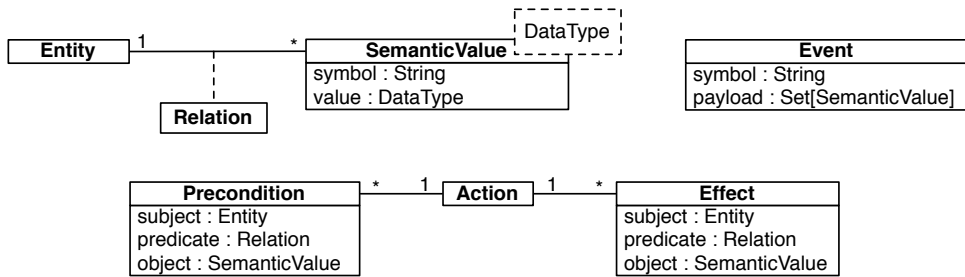 DataType
Entity 1 * SemanticValue Event
symbol : String symbol : String
value : DataType payload : Set[SemanticValue]
Relation
Precondition * 1 Action 1 * Effect
subject : Entity subject : Entity
predicate : Relation predicate : Relation
object : SemanticValue object : SemanticValue